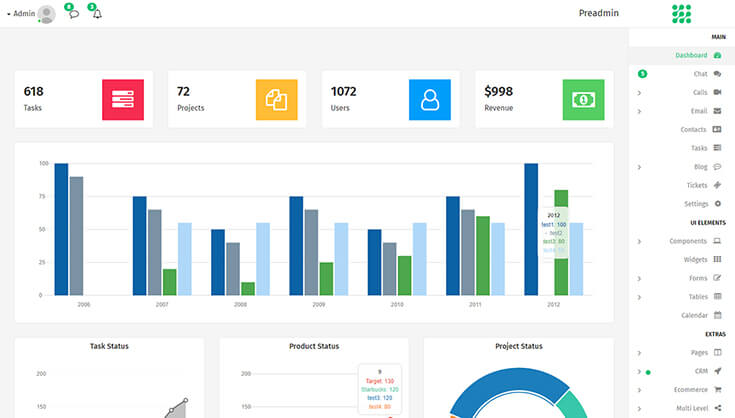 Admin
8
3
Preadmin
618
Tasks
72
Projects
1072
Users
$998
Revenue
100
75
50
25
0
2006
2007
2008
2009
2010
2011
2012
2012
test1: 100
test2
test3: 80
Task Status
200
150
Product Status
200
150
9
Target: 130
Starbucks: 120
test3: 120
test4: 80
Project Status
MAIN
Dashboard
5
Chat
Calls
Email
Contacts
Tasks
Blog
Tickets
Settings
UI ELEMENTS
Components
Widgets
Forms
Tables
Calendar
EXTRAS
Pages
CRM
Ecommerce
Multi Level